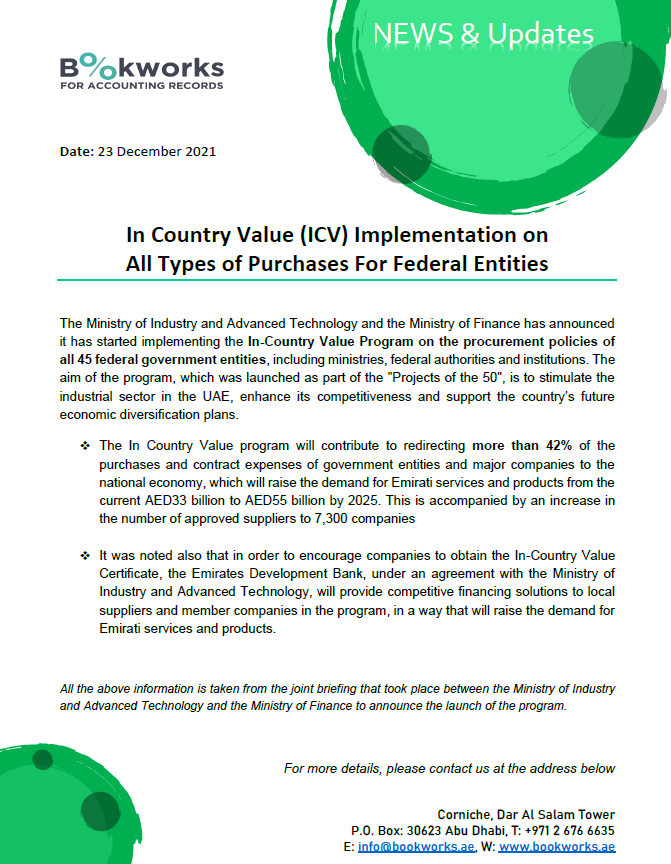 NEWS & Updates
Bookworks
FOR ACCOUNTING RECORDS
Date: 23 December 2021
In Country Value (ICV) Implementation on
All Types of Purchases For Federal Entities
The Ministry of Industry and Advanced Technology and the Ministry of Finance has announced
it has started implementing the In-Country Value Program on the procurement policies of
all 45 federal government entities, including ministries, federal authorities and institutions. The
aim of the program, which was launched as part of the "Projects of the 50", is to stimulate the
industrial sector in the UAE, enhance its competitiveness and support the country's future
economic diversification plans.
❖ The In Country Value program will contribute to redirecting more than 42% of the
purchases and contract expenses of government entities and major companies to the
national economy, which will raise the demand for Emirati services and products from the
current AED33 billion to AED55 billion by 2025. This is accompanied by an increase in
the number of approved suppliers to 7,300 companies
❖ It was noted also that in order to encourage companies to obtain the In-Country Value
Certificate, the Emirates Development Bank, under an agreement with the Ministry of
Industry and Advanced Technology, will provide competitive financing solutions to local
suppliers and member companies in the program, in a way that will raise the demand for
Emirati services and products.
All the above information is taken from the joint briefing that took place between the Ministry of Industry
and Advanced Technology and the Ministry of Finance to announce the launch of the program.
For more details, please contact us at the address below
Corniche, Dar Al Salam Tower
P.O. Box: 30623 Abu Dhabi, T: +971 2 676 6635
E: info@bookworks.ae, W: www.bookworks.ae